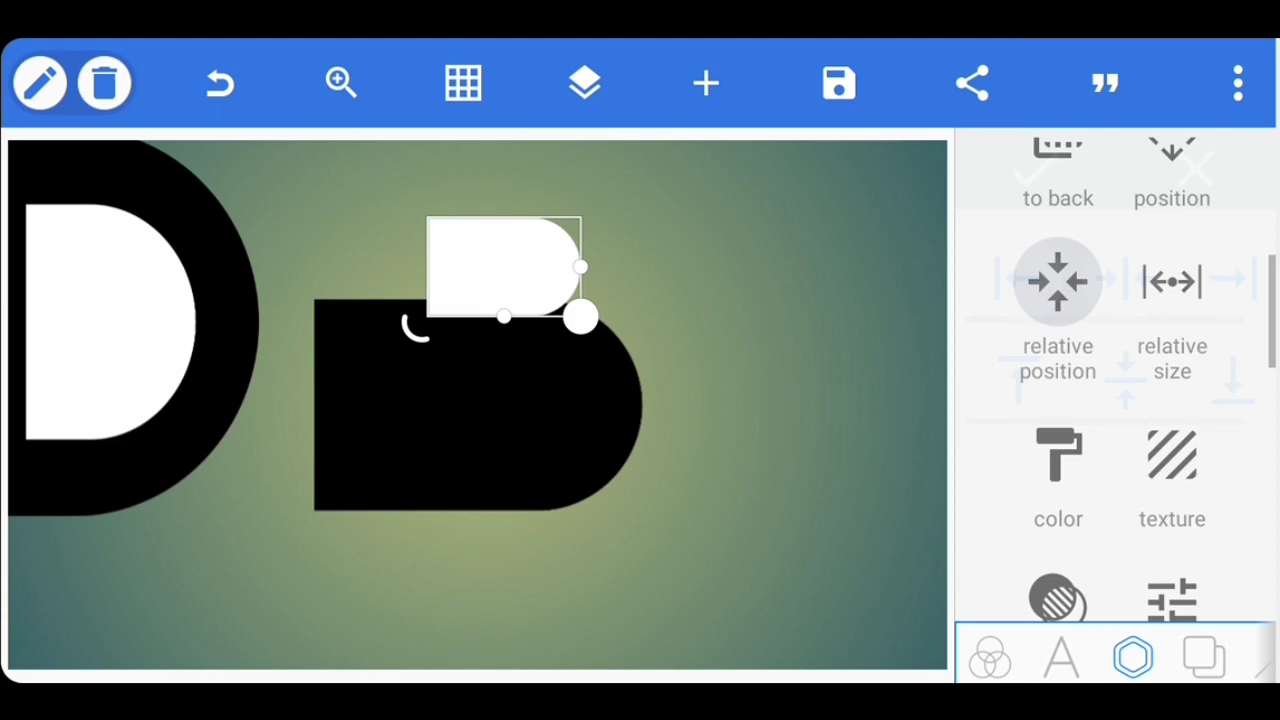 to back
position
relative
position
relative
size
color
texture